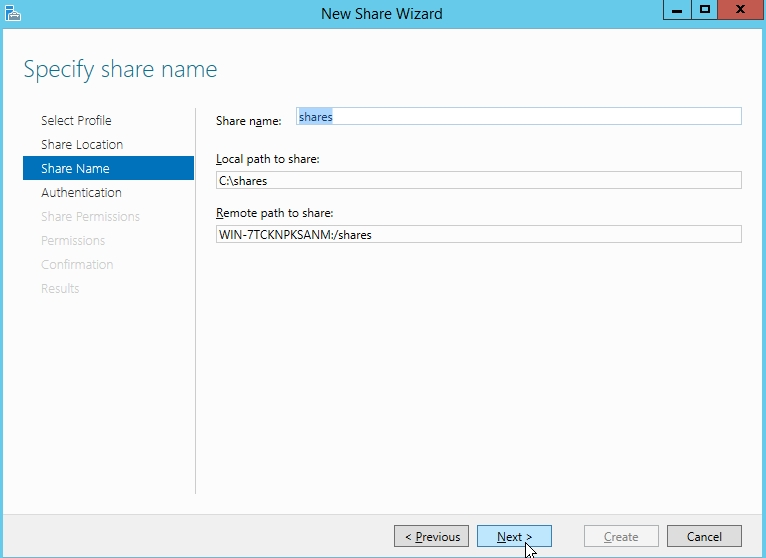 New Share Wizard
Specify share name
Select Profile
Share Location
Share Name
Authentication
Share Permissions
Permissions
Confirmation
Results
Share name:
shares
Local path to share:
C:\shares
Remote path to share:
WIN-7TCKNPKSANM:/shares
< Previous
Next >
Create
Cancel